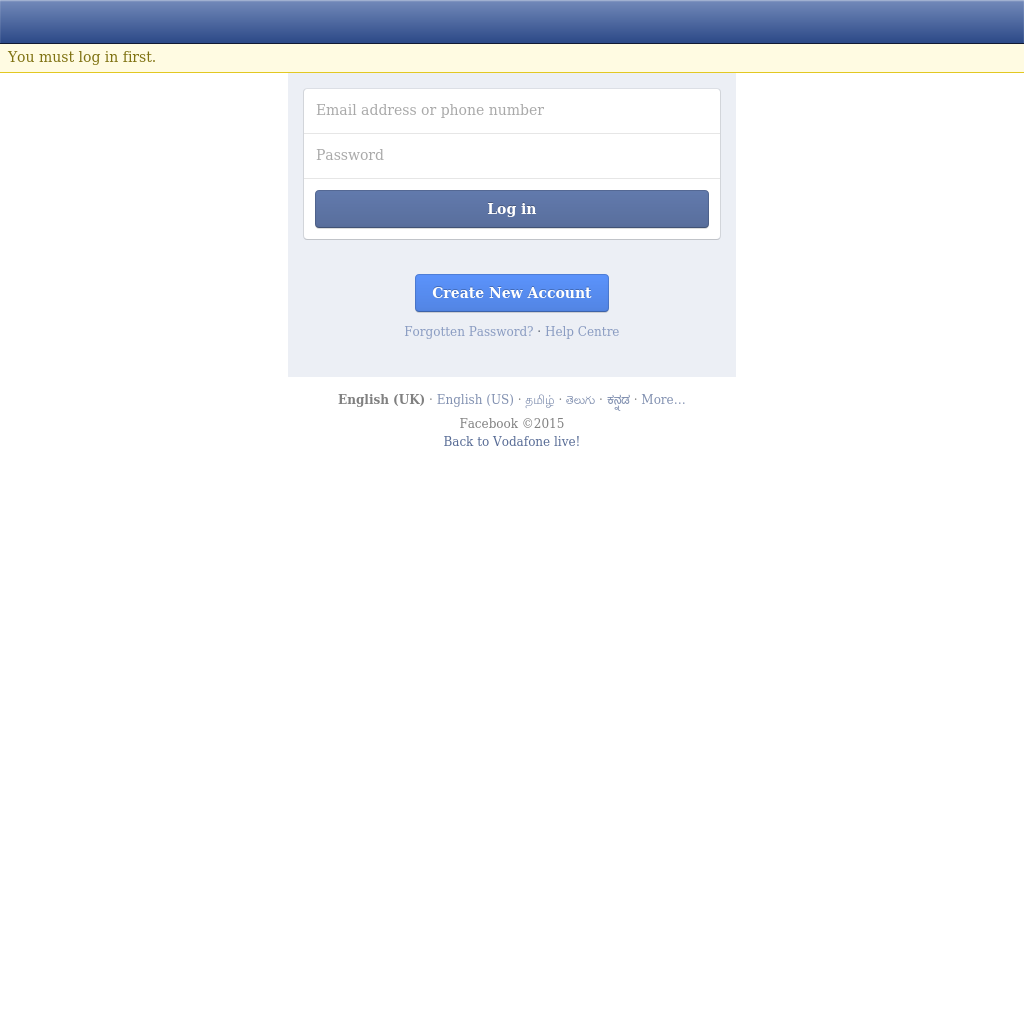 You must log in first.
Email address or phone number
Password
Log in
Create New Account
Forgotten Password? · Help Centre
English (UK) · English (US) · தமிழ் · తెలుగు · ಕನ್ನಡ · More…
Facebook ©2015
Back to Vodafone live!